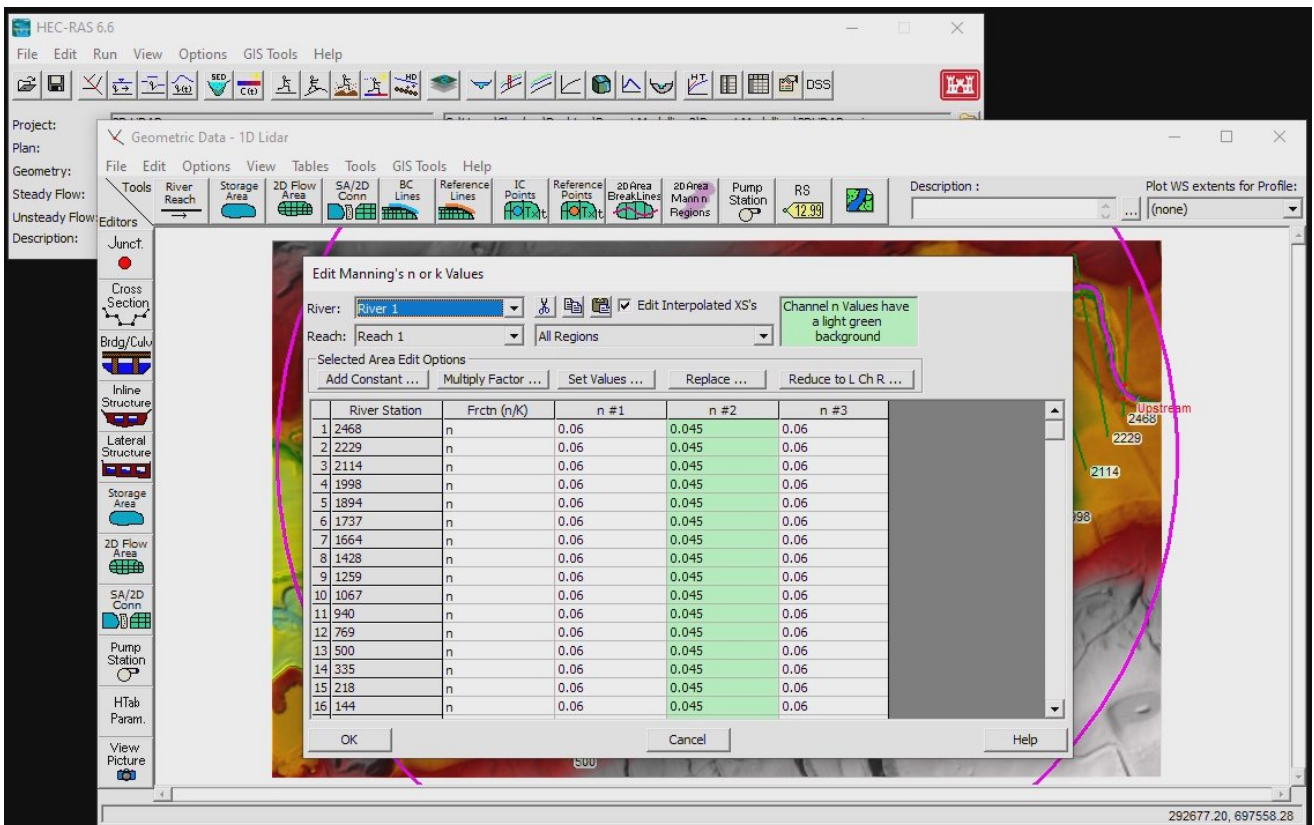 HEC-RAS 6.6
File Edit Run View Options GIS Tools Help
SED
HD
HT
DSS
Project:
Plan:
Geometry:
Steady Flow:
Unsteady Flow:
Description:
Geometric Data - 1D Lidar
File Edit Options View Tables Tools GIS Tools Help
Tools
Editors
River Reach
Storage Area
2D Flow Area
SA/2D Conn
BC Lines
Reference Lines
IC Points
Reference Points
2D Area BreakLines
2D Area Mann n Regions
Pump Station
RS
12.99
Description :
Plot WS extents for Profile:
(none)
Junct.
Cross Section
Brdg/Culv
Inline Structure
Lateral Structure
Storage Area
2D Flow Area
SA/2D Conn
Pump Station
HTab Param.
View Picture
Edit Manning's n or k Values
River: River 1
Edit Interpolated XS's
Channel n Values have a light green background
Reach: Reach 1
All Regions
Selected Area Edit Options
Add Constant ... Multiply Factor ... Set Values ... Replace ... Reduce to L Ch R ...
River Station Frctn (n/K) n #1 n #2 n #3
1 2468 n 0.06 0.045 0.06
2 2229 n 0.06 0.045 0.06
3 2114 n 0.06 0.045 0.06
4 1998 n 0.06 0.045 0.06
5 1894 n 0.06 0.045 0.06
6 1737 n 0.06 0.045 0.06
7 1664 n 0.06 0.045 0.06
8 1428 n 0.06 0.045 0.06
9 1259 n 0.06 0.045 0.06
10 1067 n 0.06 0.045 0.06
11 940 n 0.06 0.045 0.06
12 769 n 0.06 0.045 0.06
13 500 n 0.06 0.045 0.06
14 335 n 0.06 0.045 0.06
15 218 n 0.06 0.045 0.06
16 144 n 0.06 0.045 0.06
OK Cancel Help
Upstream
2468
2229
2114
998
500
292677.20, 697558.28